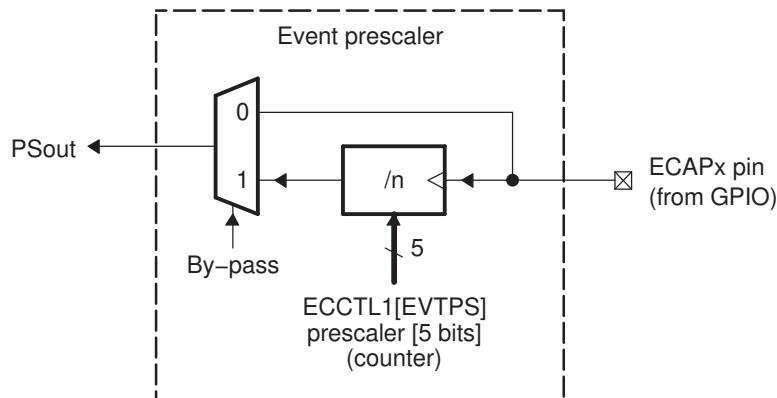 Event prescaler
0
PSout
1
/n
ECAPx pin
(from GPIO)
5
By−pass
ECCTL1[EVTPS]
prescaler [5 bits]
(counter)